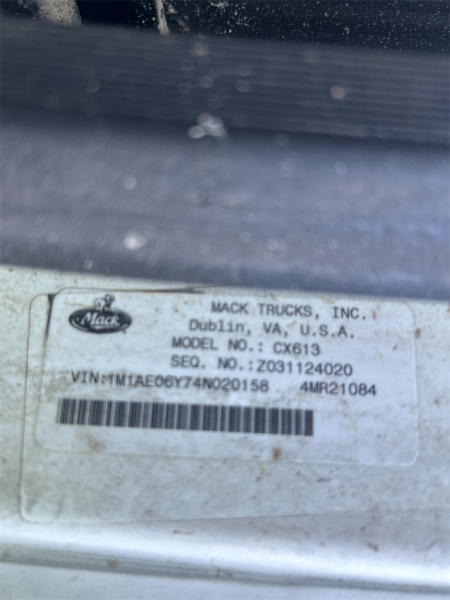 Mack
MACK TRUCKS, INC.
Dublin, VA, U.S.A.
MODEL NO.: CX613
SEQ. NO.:Z031124020
VIN:1M1AE06Y74N020158 4MR21084